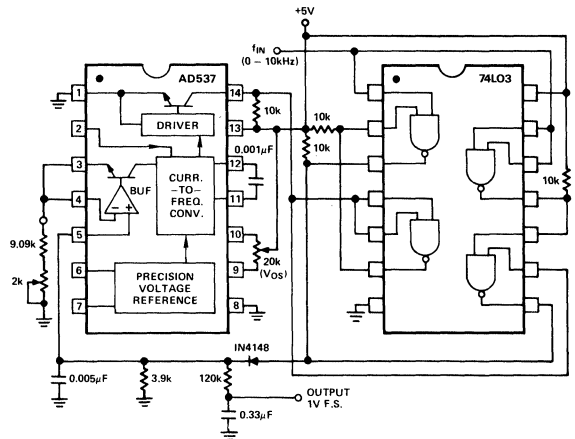 +5V
fIN
(0 – 10kHz)
AD537
74LO3
1
2
3
4
5
6
7
14
13
12
11
10
9
8
DRIVER
BUF
– +
CURR.
-TO-
FREQ.
CONV.
PRECISION
VOLTAGE
REFERENCE
10k
10k
10k
0.001µF
20k
(VOS)
10k
9.09k
2k
IN4148
0.005µF
3.9k
120k
0.33µF
OUTPUT
1V F.S.